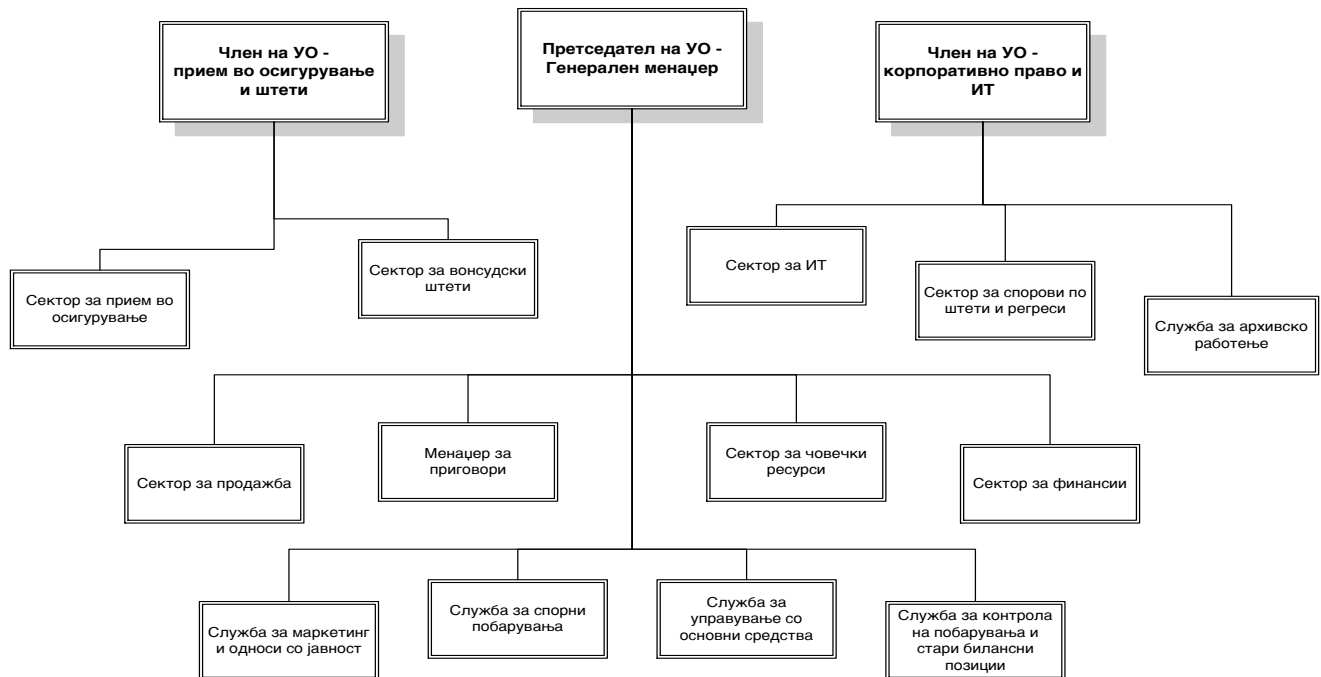 Член на УО -
прием во осигурување
и штети
Претседател на УО -
Генерален менаџер
Член на УО -
корпоративно право и
ИТ
Сектор за прием во
осигурување
Сектор за вонсудски
штети
Сектор за ИТ
Сектор за спорови по
штети и регреси
Служба за архивско
работење
Сектор за продажба
Менаџер за
приговори
Сектор за човечки
ресурси
Сектор за финансии
Служба за маркетинг
и односи со јавност
Служба за спорни
побарувања
Служба за
управување со
основни средства
Служба за контрола
на побарувања и
стари билансни
позиции